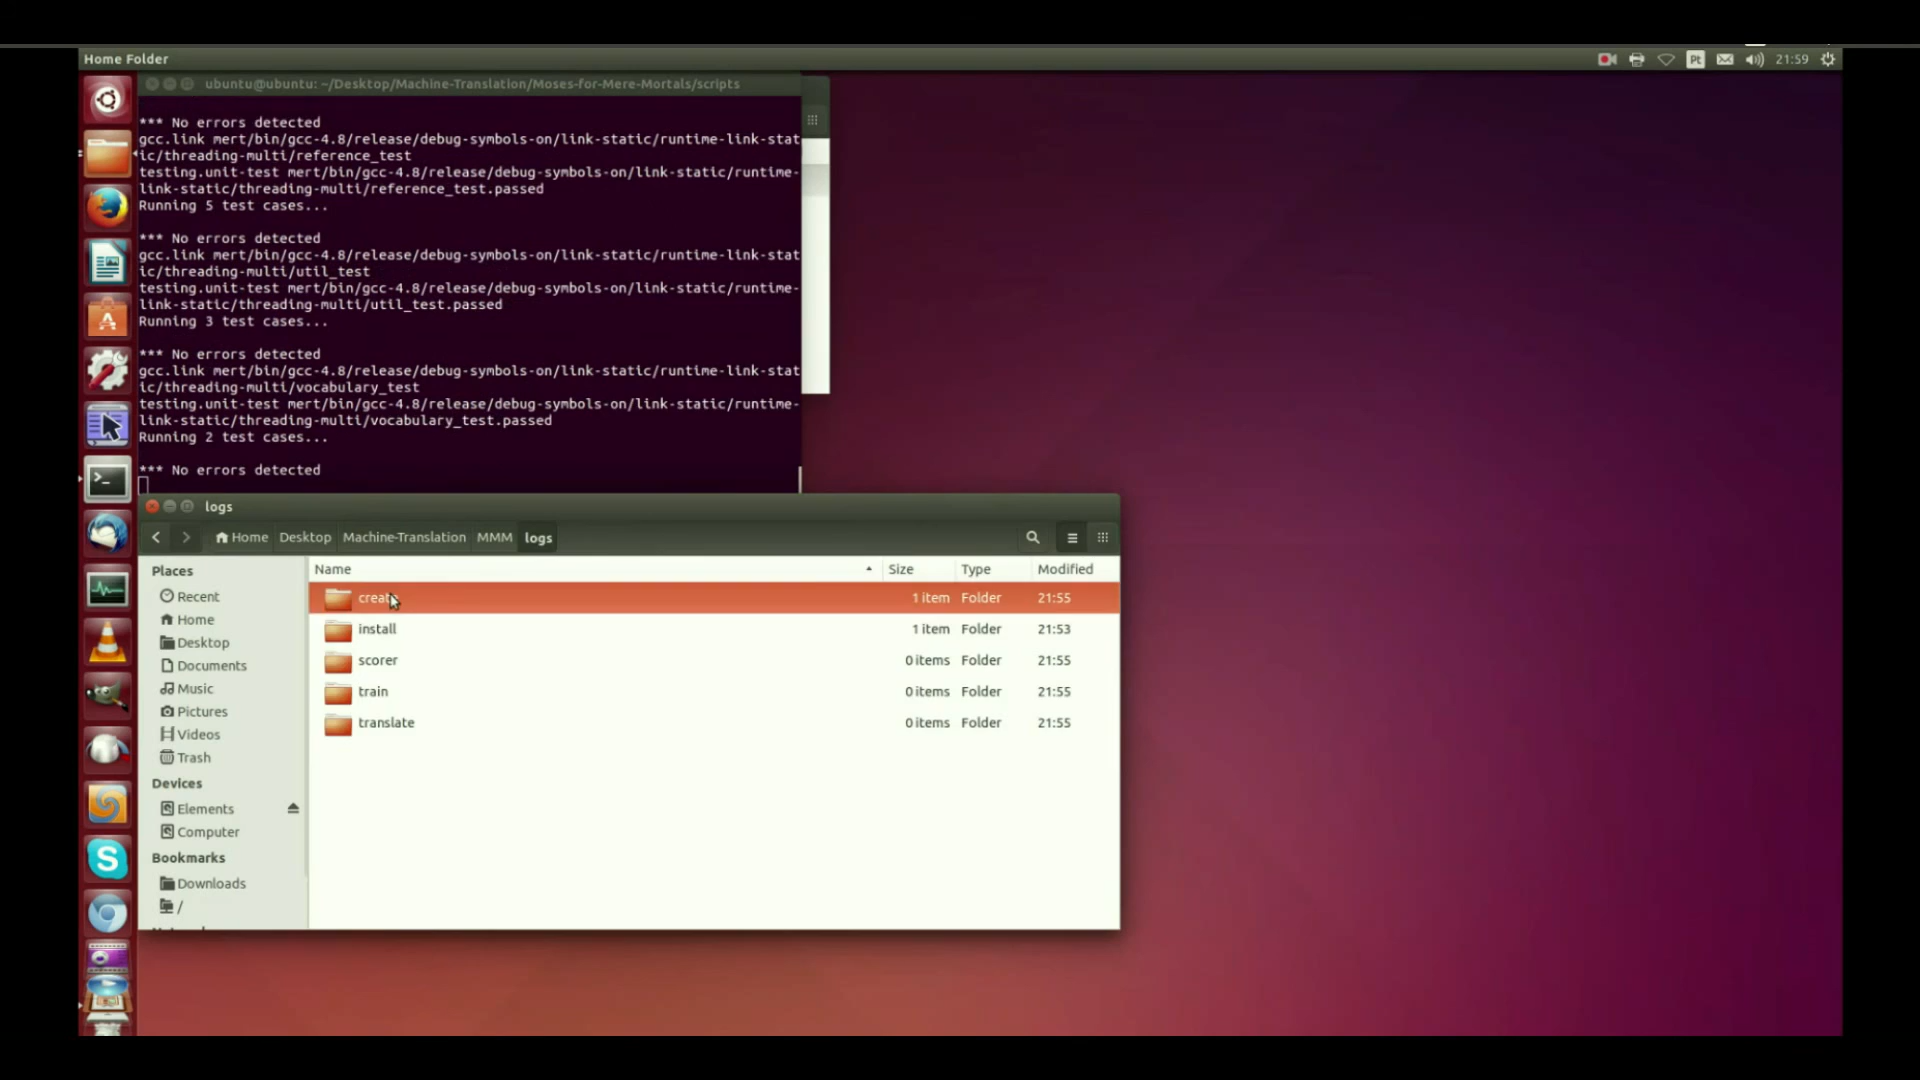 Home Folder
Pt
21:59
ubuntu@ubuntu: ~/Desktop/Machine-Translation/Moses-for-Mere-Mortals/scripts
*** No errors detected
gcc.link mert/bin/gcc-4.8/release/debug-symbols-on/link-static/runtime-link-stat
ic/threading-multi/reference_test
testing.unit-test mert/bin/gcc-4.8/release/debug-symbols-on/link-static/runtime-
link-static/threading-multi/reference_test.passed
Running 5 test cases...
*** No errors detected
gcc.link mert/bin/gcc-4.8/release/debug-symbols-on/link-static/runtime-link-stat
ic/threading-multi/util_test
testing.unit-test mert/bin/gcc-4.8/release/debug-symbols-on/link-static/runtime-
link-static/threading-multi/util_test.passed
Running 3 test cases...
*** No errors detected
gcc.link mert/bin/gcc-4.8/release/debug-symbols-on/link-static/runtime-link-stat
ic/threading-multi/vocabulary_test
testing.unit-test mert/bin/gcc-4.8/release/debug-symbols-on/link-static/runtime-
link-static/threading-multi/vocabulary_test.passed
Running 2 test cases...
*** No errors detected
logs
Home Desktop Machine-Translation MMM logs
Places
Recent
Home
Desktop
Documents
Music
Pictures
Videos
Trash
Devices
Elements
Computer
Bookmarks
Downloads
/
Name Size Type Modified
create 1 item Folder 21:55
install 1 item Folder 21:53
scorer 0 items Folder 21:55
train 0 items Folder 21:55
translate 0 items Folder 21:55